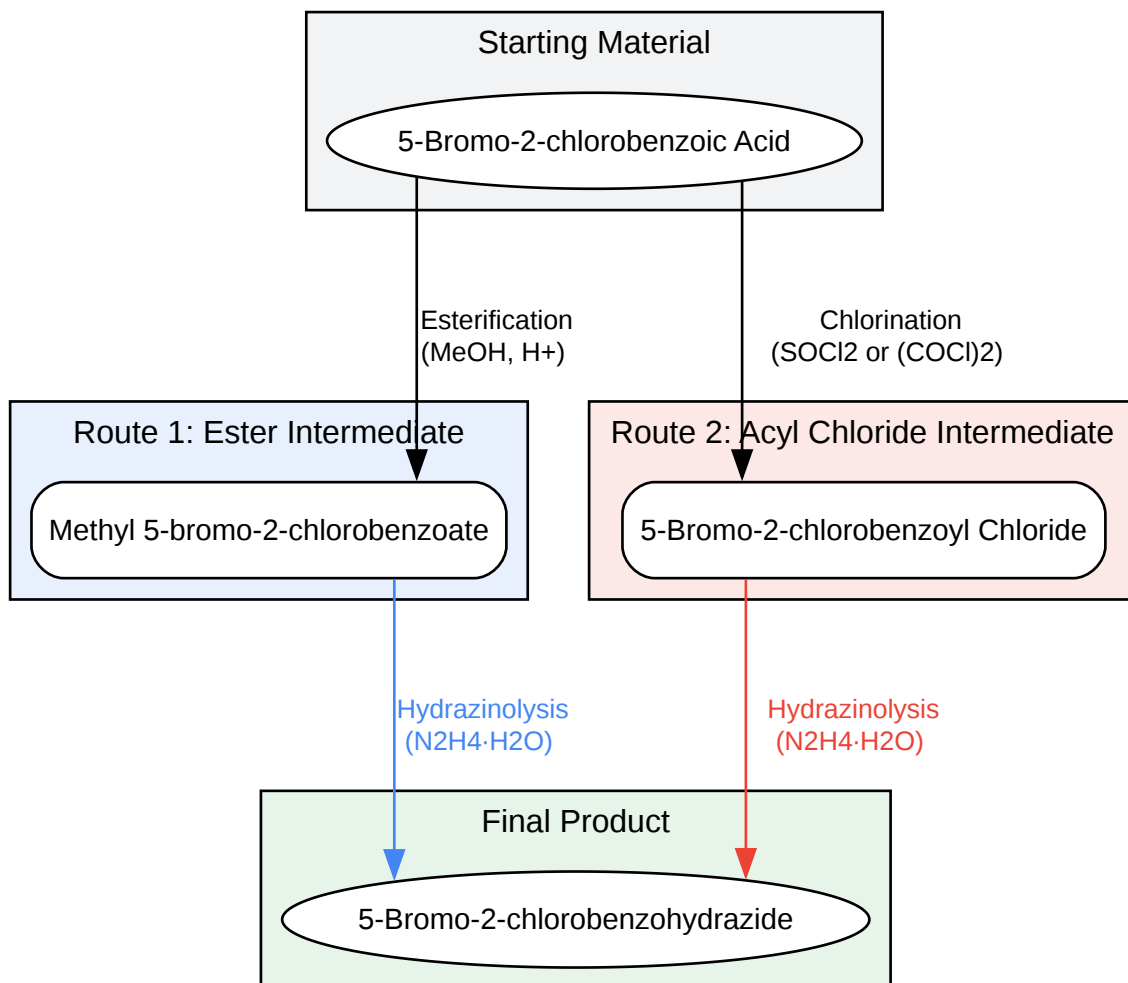 Starting Material
5-Bromo-2-chlorobenzoic Acid
Esterification
(MeOH, H+)
Chlorination
(SOCl2 or (COCl)2)
Route 1: Ester Intermediate
Methyl 5-bromo-2-chlorobenzoate
Route 2: Acyl Chloride Intermediate
5-Bromo-2-chlorobenzoyl Chloride
Hydrazinolysis
(N2H4·H2O)
Hydrazinolysis
(N2H4·H2O)
Final Product
5-Bromo-2-chlorobenzohydrazide